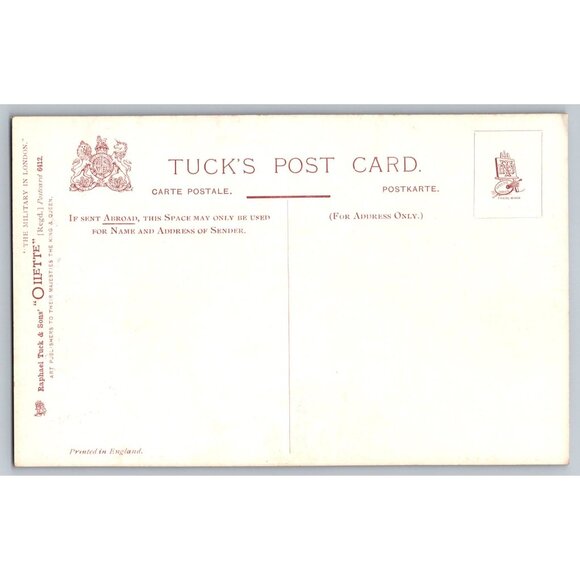 TUCK'S POST CARD.
CARTE POSTALE. POSTKARTE.
IF SENT ABROAD, THIS SPACE MAY ONLY BE USED
FOR NAME AND ADDRESS OF SENDER.
(FOR ADDRESS ONLY.)
TRADE MARK
"THE MILITARY IN LONDON."
Raphael Tuck & Sons' "OIlETTE" [Regd.] Postcard 6412.
ART PUBLISHERS TO THEIR MAJESTIES THE KING & QUEEN.
Printed in England.